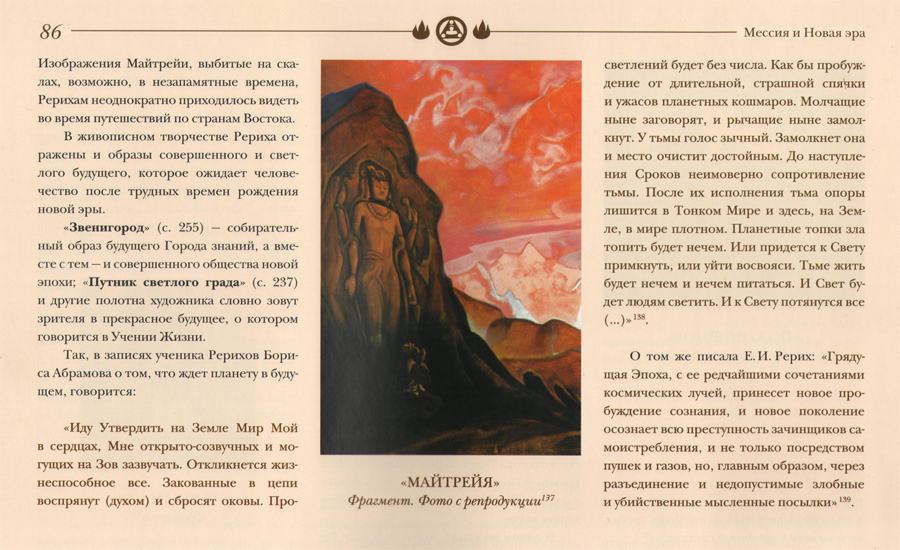 86
Мессия и Новая эра
Изображения Майтрейи, выбитые на ска-
лах, возможно, в незапамятные времена,
Рерихам неоднократно приходилось видеть
во время путешествий по странам Востока.
В живописном творчестве Рериха от-
ражены и образы совершенного и свет-
лого будущего, которое ожидает челове-
чество после трудных времен рождения
новой эры.
«Звенигород» (с. 255) — собиратель-
ный образ будущего Города знаний, а вме-
сте с тем — и совершенного общества новой
эпохи; «Путник светлого града» (с. 237)
и другие полотна художника словно зовут
зрителя в прекрасное будущее, о котором
говорится в Учении Жизни.
Так, в записях ученика Рерихов Бори-
са Абрамова о том, что ждет планету в буду-
щем, говорится:
«Иду Утвердить на Земле Мир Мой
в сердцах, Мне открыто-созвучных и мо-
гущих на Зов зазвучать. Откликнется жиз-
неспособное все. Закованные в цепи
воспрянут (духом) и сбросят оковы. Про-
«МАЙТРЕЙЯ»
Фрагмент. Фото с репродукции137
светлений будет без числа. Как бы пробуж-
дение от длительной, страшной спячки
и ужасов планетных кошмаров. Молчащие
ныне заговорят, и рычащие ныне замол-
кнут. У тьмы голос зычный. Замолкнет она
и место очистит достойным. До наступле-
ния Сроков неимоверно сопротивление
тьмы. После их исполнения тьма опоры
лишится в Тонком Мире и здесь, на Зем-
ле, в мире плотном. Планетные топки зла
топить будет нечем. Или придется к Свету
примкнуть, или уйти восвояси. Тьме жить
будет нечем и нечем питаться. И Свет бу-
дет людям светить. И к Свету потянутся все
(...)»138.
О том же писала Е. И. Рерих: «Гряду-
щая Эпоха, с ее редчайшими сочетаниями
космических лучей, принесет новое про-
буждение сознания, и новое поколение
осознает всю преступность зачинщиков са-
моистребления, и не только посредством
пушек и газов, но, главным образом, через
разъединение и недопустимые злобные
и убийственные мысленные посылки»139.